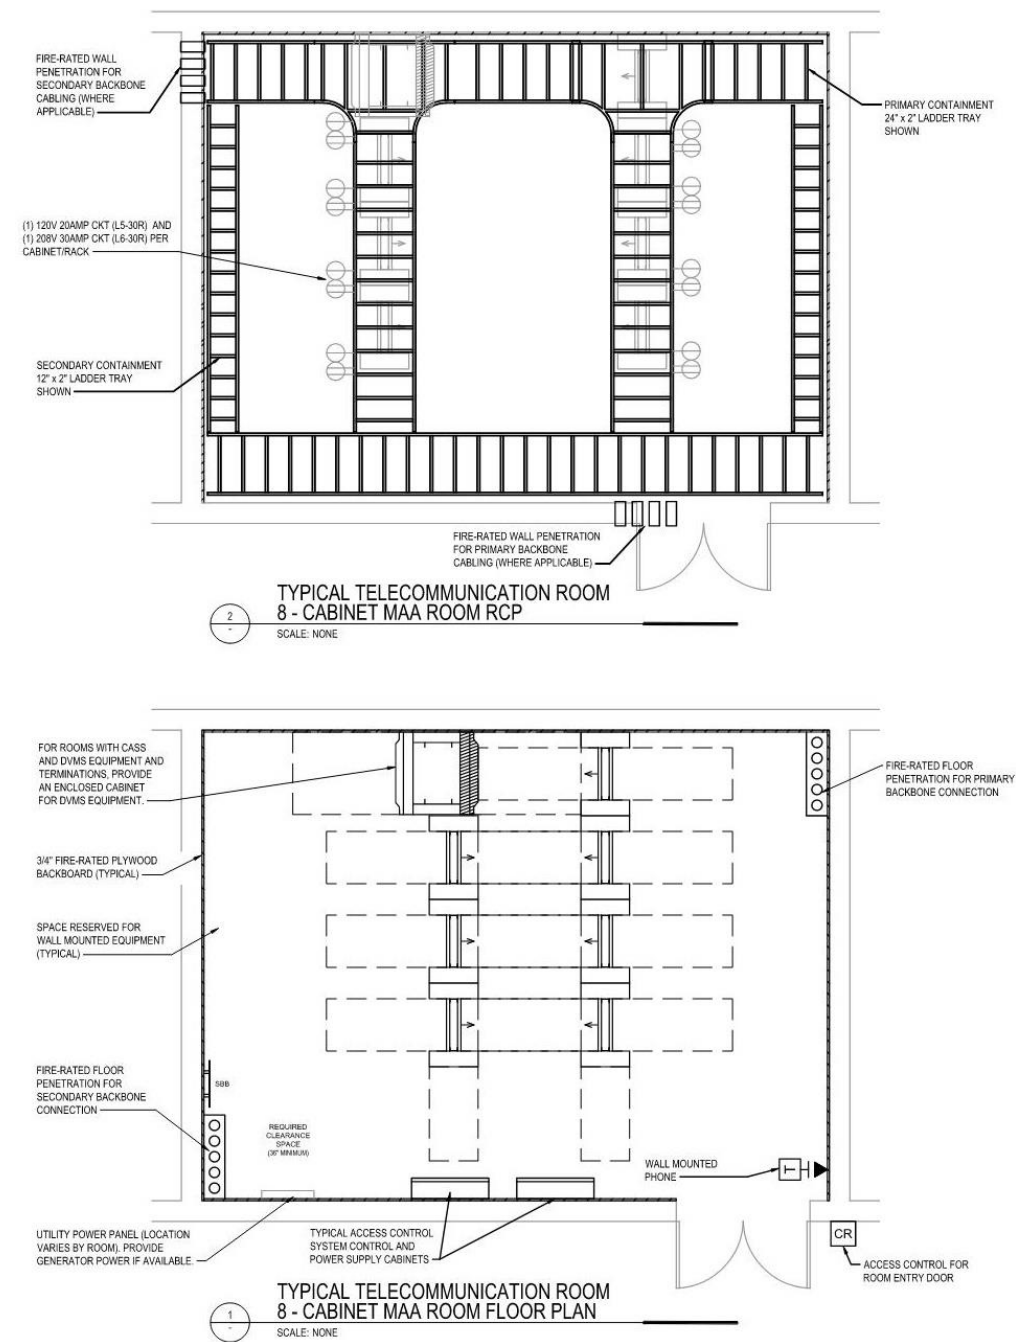 FIRE-RATED WALL
PENETRATION FOR
SECONDARY BACKBONE
CABLING (WHERE
APPLICABLE)
PRIMARY CONTAINMENT
24" x 2" LADDER TRAY
SHOWN
(1) 120V 20AMP CKT (L5-30R) AND
(1) 208V 30AMP CKT (L6-30R) PER
CABINET/RACK
SECONDARY CONTAINMENT
12" x 2" LADDER TRAY
SHOWN
FIRE-RATED WALL PENETRATION
FOR PRIMARY BACKBONE
CABLING (WHERE APPLICABLE)
2
-
TYPICAL TELECOMMUNICATION ROOM
8 - CABINET MAA ROOM RCP
SCALE: NONE
FOR ROOMS WITH CASS
AND DVMS EQUIPMENT AND
TERMINATIONS, PROVIDE
AN ENCLOSED CABINET
FOR DVMS EQUIPMENT.
FIRE-RATED FLOOR
PENETRATION FOR PRIMARY
BACKBONE CONNECTION
3/4" FIRE-RATED PLYWOOD
BACKBOARD (TYPICAL)
SPACE RESERVED FOR
WALL MOUNTED EQUIPMENT
(TYPICAL)
FIRE-RATED FLOOR
PENETRATION FOR
SECONDARY BACKBONE
CONNECTION
SBB
REQUIRED
CLEARANCE
SPACE
(36" MINIMUM)
WALL MOUNTED
PHONE
T
UTILITY POWER PANEL (LOCATION
VARIES BY ROOM). PROVIDE
GENERATOR POWER IF AVAILABLE.
TYPICAL ACCESS CONTROL
SYSTEM CONTROL AND
POWER SUPPLY CABINETS
CR
ACCESS CONTROL FOR
ROOM ENTRY DOOR
1
-
TYPICAL TELECOMMUNICATION ROOM
8 - CABINET MAA ROOM FLOOR PLAN
SCALE: NONE